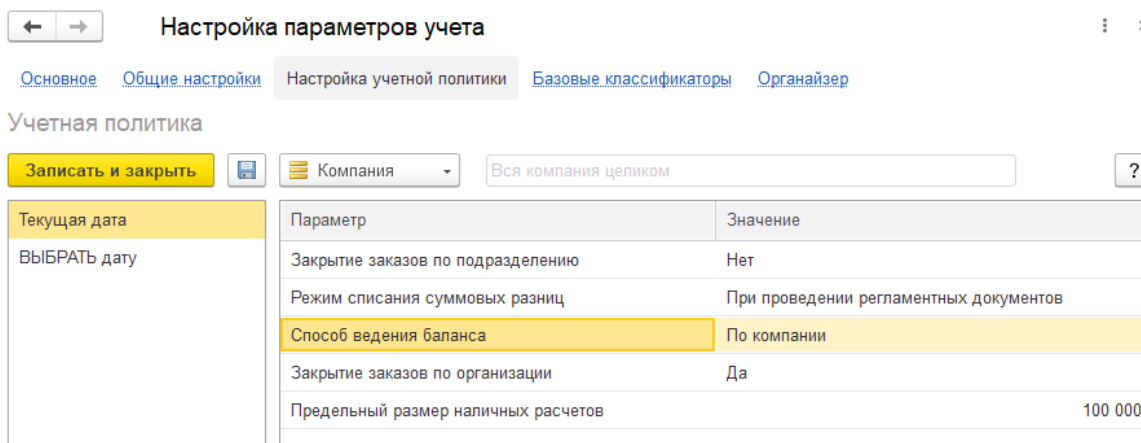 Настройка параметров учета
Основное Общие настройки Настройка учетной политики Базовые классификаторы Органайзер
Учетная политика
Записать и закрыть Компания Вся компания целиком ?
Текущая дата Параметр Значение
ВЫБРАТЬ дату Закрытие заказов по подразделению Нет
Режим списания суммовых разниц При проведении регламентных документов
Способ ведения баланса По компании
Закрытие заказов по организации Да
Предельный размер наличных расчетов 100 000